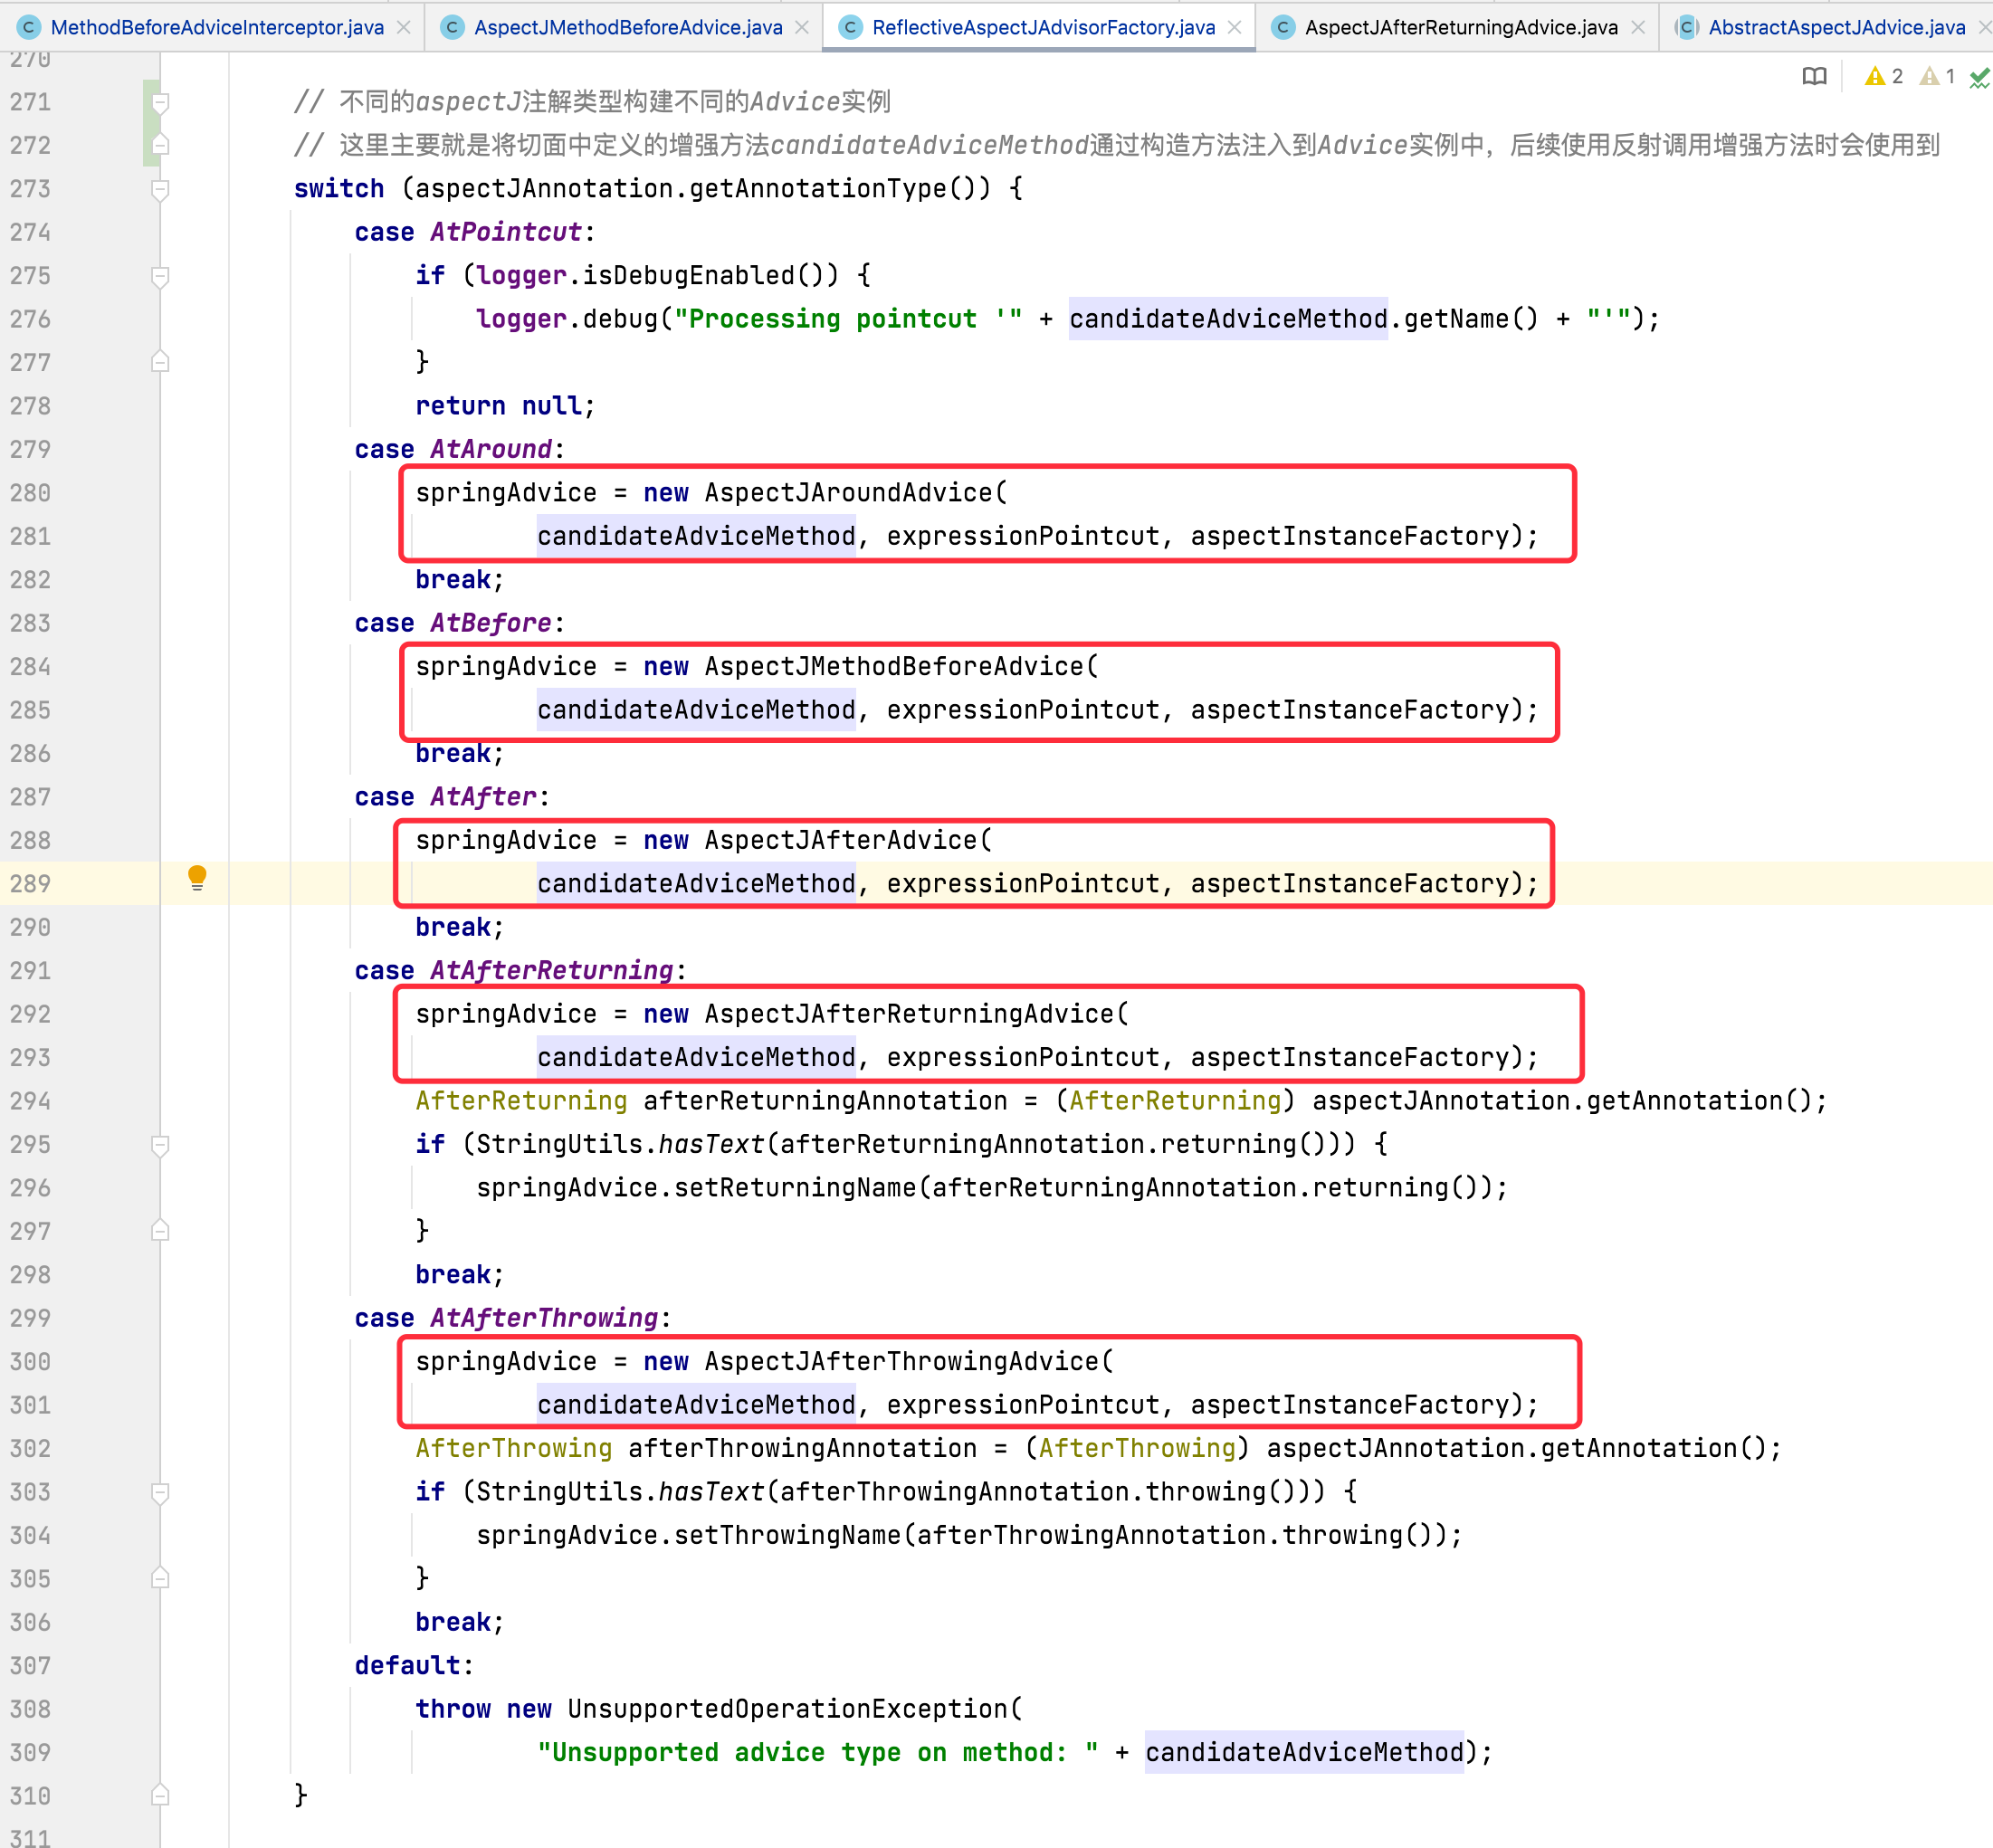 MethodBeforeAdviceInterceptor.java AspectJMethodBeforeAdvice.java ReflectiveAspectJAdvisorFactory.java AspectJAfterReturningAdvice.java AbstractAspectJAdvice.java
270
2 1
271 // 不同的aspectJ注解类型构建不同的Advice实例
272 // 这里主要就是将切面中定义的增强方法candidateAdviceMethod通过构造方法注入到Advice实例中，后续使用反射调用增强方法时会使用到
273 switch (aspectJAnnotation.getAnnotationType()) {
274 case AtPointcut:
275 if (logger.isDebugEnabled()) {
276 logger.debug("Processing pointcut '" + candidateAdviceMethod.getName() + "'");
277 }
278 return null;
279 case AtAround:
280 springAdvice = new AspectJAroundAdvice(
281 candidateAdviceMethod, expressionPointcut, aspectInstanceFactory);
282 break;
283 case AtBefore:
284 springAdvice = new AspectJMethodBeforeAdvice(
285 candidateAdviceMethod, expressionPointcut, aspectInstanceFactory);
286 break;
287 case AtAfter:
288 springAdvice = new AspectJAfterAdvice(
289 candidateAdviceMethod, expressionPointcut, aspectInstanceFactory);
290 break;
291 case AtAfterReturning:
292 springAdvice = new AspectJAfterReturningAdvice(
293 candidateAdviceMethod, expressionPointcut, aspectInstanceFactory);
294 AfterReturning afterReturningAnnotation = (AfterReturning) aspectJAnnotation.getAnnotation();
295 if (StringUtils.hasText(afterReturningAnnotation.returning())) {
296 springAdvice.setReturningName(afterReturningAnnotation.returning());
297 }
298 break;
299 case AtAfterThrowing:
300 springAdvice = new AspectJAfterThrowingAdvice(
301 candidateAdviceMethod, expressionPointcut, aspectInstanceFactory);
302 AfterThrowing afterThrowingAnnotation = (AfterThrowing) aspectJAnnotation.getAnnotation();
303 if (StringUtils.hasText(afterThrowingAnnotation.throwing())) {
304 springAdvice.setThrowingName(afterThrowingAnnotation.throwing());
305 }
306 break;
307 default:
308 throw new UnsupportedOperationException(
309 "Unsupported advice type on method: " + candidateAdviceMethod);
310 }
311